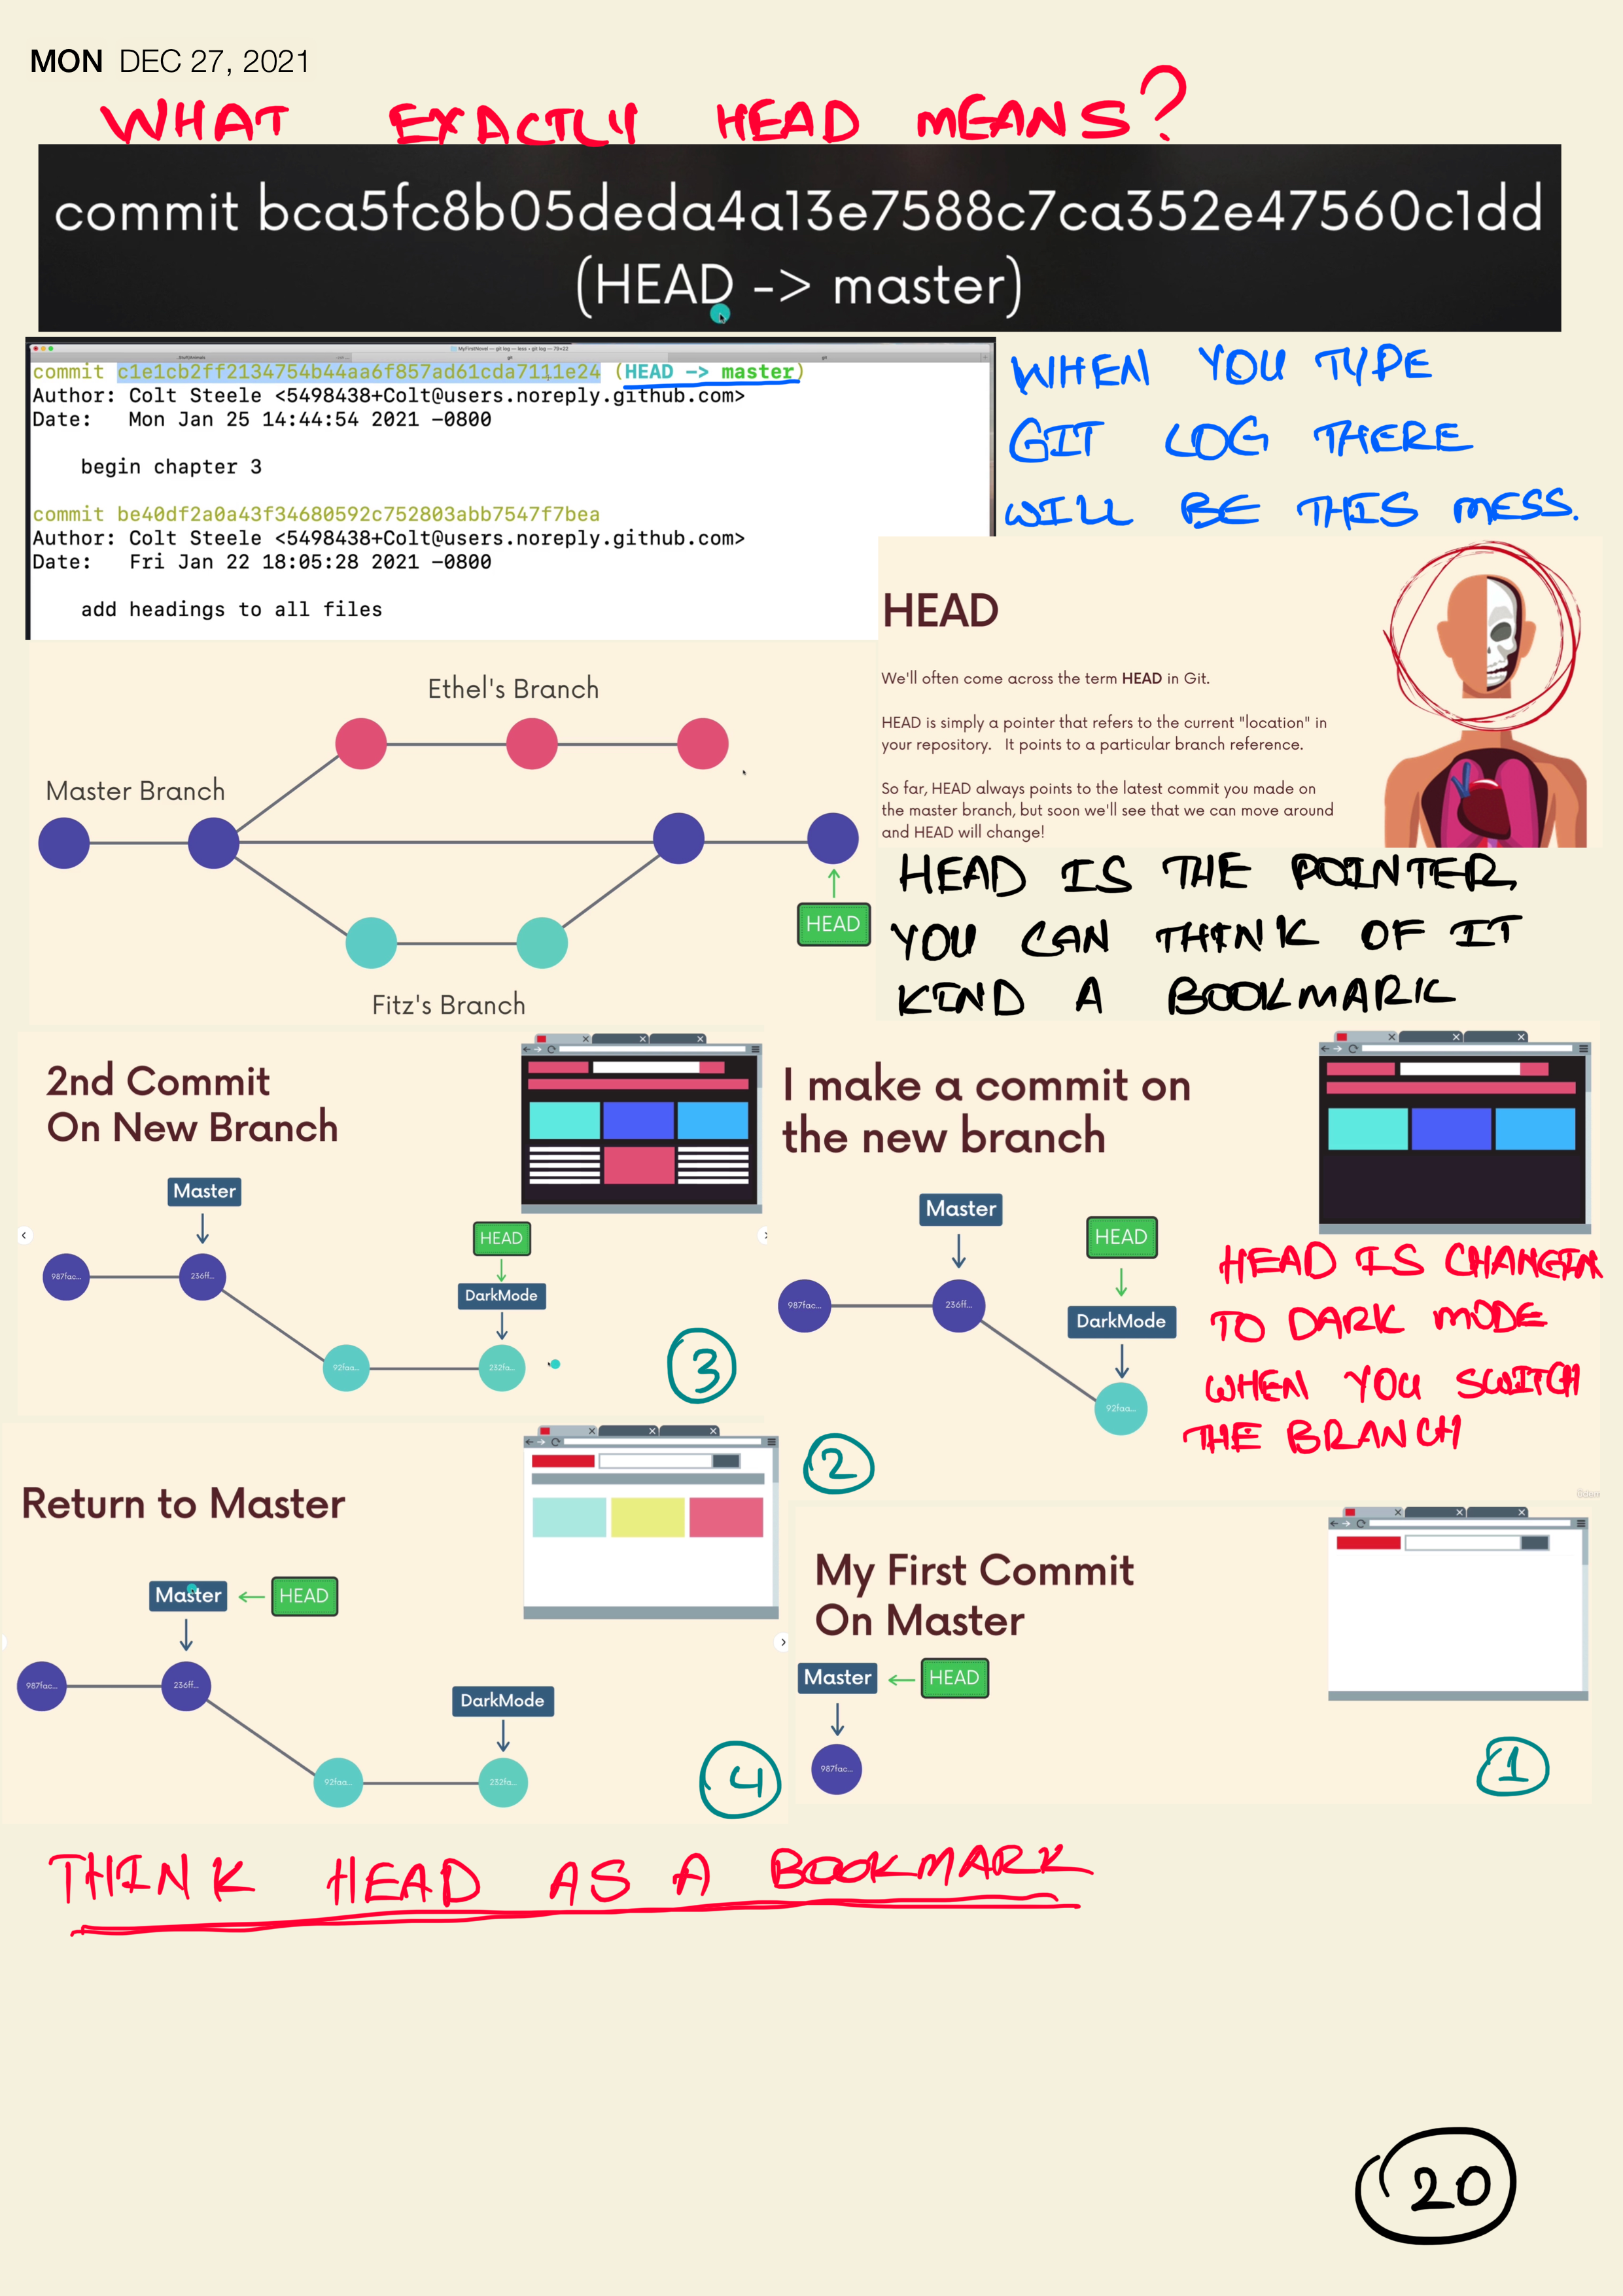 MON DEC 27, 2021
WHAT EXACTLY HEAD MEANS?
commit bca5fc8b05deda4a13e7588c7ca352e47560c1dd
(HEAD -> master)
MyFirstNovel — git log — less ‹ git log — 79×22
commit c1e1cb2ff2134754b44aa6f857ad61cda7111e24 (HEAD -> master)
Author: Colt Steele <5498438+Colt@users.noreply.github.com>
Date:   Mon Jan 25 14:44:54 2021 -0800
begin chapter 3
commit be40df2a0a43f34680592c752803abb7547f7bea
Author: Colt Steele <5498438+Colt@users.noreply.github.com>
Date:   Fri Jan 22 18:05:28 2021 -0800
add headings to all files
WHEN YOU TYPE
GIT LOG THERE
WILL BE THIS MESS.
HEAD
We'll often come across the term HEAD in Git.
HEAD is simply a pointer that refers to the current "location" in
your repository. It points to a particular branch reference.
So far, HEAD always points to the latest commit you made on
the master branch, but soon we'll see that we can move around
and HEAD will change!
Ethel's Branch
Master Branch
HEAD
Fitz's Branch
HEAD IS THE POINTER
YOU CAN THINK OF IT
KIND A BOOKMARK
2nd Commit
On New Branch
Master
HEAD
DarkMode
987fac...
236ff...
92faa...
232fa...
3
I make a commit on
the new branch
Master
HEAD
987fac...
236ff...
DarkMode
92faa...
HEAD IS CHANGIN
TO DARK MODE
WHEN YOU SWITCH
THE BRANCH
2
Return to Master
Master
HEAD
987fac...
236ff...
DarkMode
92faa...
232fa...
4
My First Commit
On Master
Master
HEAD
987fac...
1
THINK HEAD AS A BOOKMARK
20